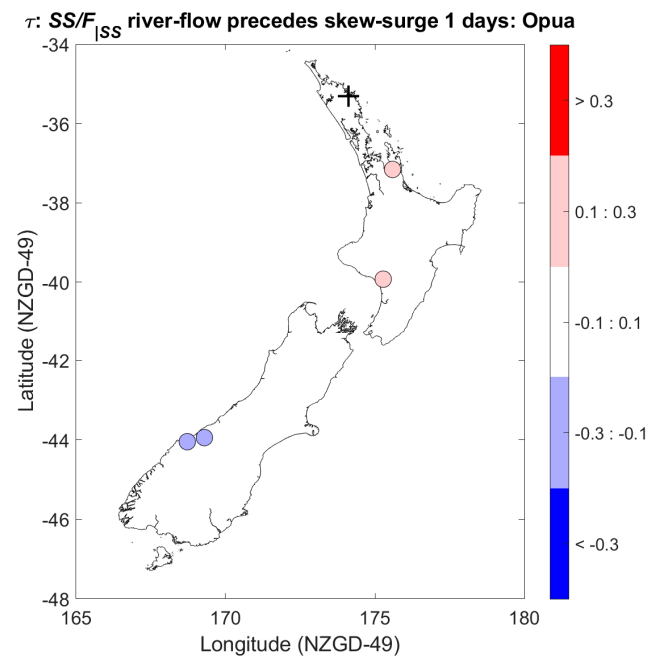 τ: SS/F|SS river-flow precedes skew-surge 1 days: Opua
-34
-36
-38
-40
-42
-44
-46
-48
165
170
175
180
Longitude (NZGD-49)
Latitude (NZGD-49)
> 0.3
0.1 : 0.3
-0.1 : 0.1
-0.3 : -0.1
< -0.3